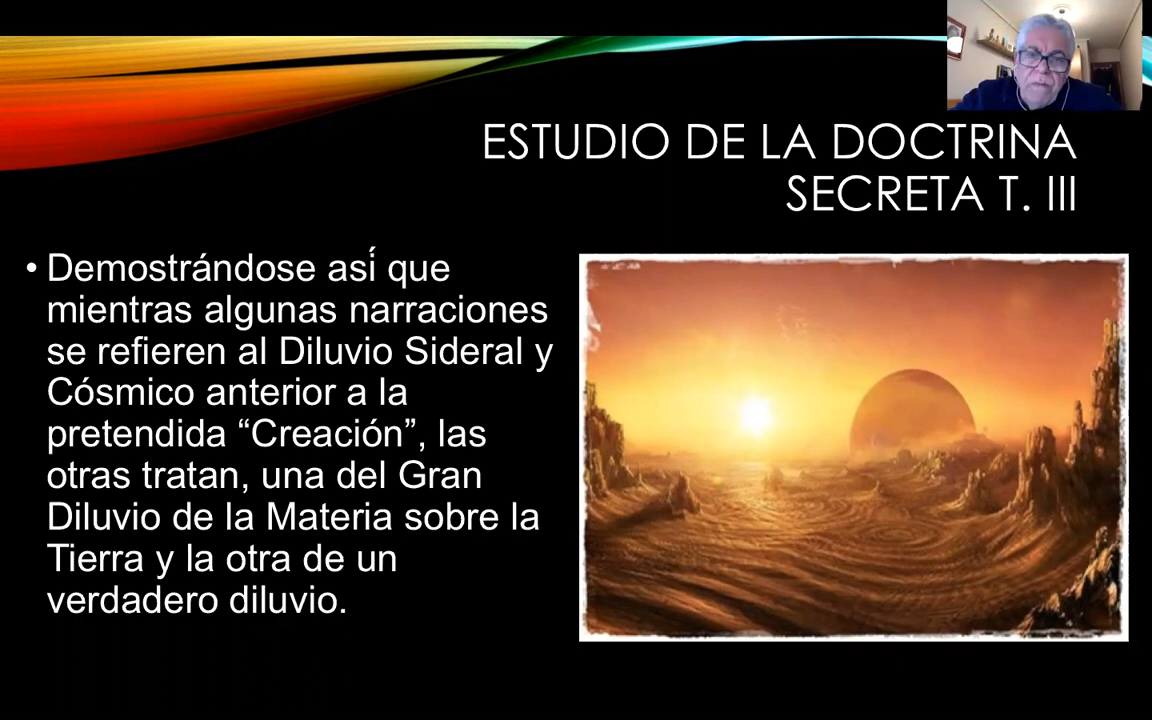 ESTUDIO DE LA DOCTRINA
SECRETA T. III
• Demostrándose así que
mientras algunas narraciones
se refieren al Diluvio Sideral y
Cósmico anterior a la
pretendida “Creación”, las
otras tratan, una del Gran
Diluvio de la Materia sobre la
Tierra y la otra de un
verdadero diluvio.